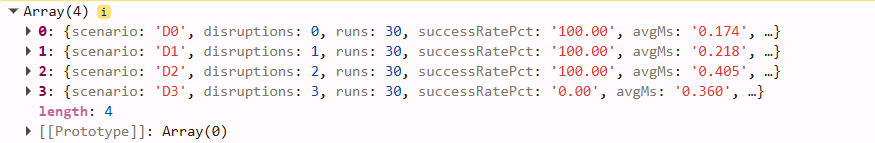 ▼ Array(4) i
▶ 0: {scenario: 'D0', disruptions: 0, runs: 30, successRatePct: '100.00', avgMs: '0.174', …}
▶ 1: {scenario: 'D1', disruptions: 1, runs: 30, successRatePct: '100.00', avgMs: '0.218', …}
▶ 2: {scenario: 'D2', disruptions: 2, runs: 30, successRatePct: '100.00', avgMs: '0.405', …}
▶ 3: {scenario: 'D3', disruptions: 3, runs: 30, successRatePct: '0.00', avgMs: '0.360', …}
length: 4
▶ [[Prototype]]: Array(0)